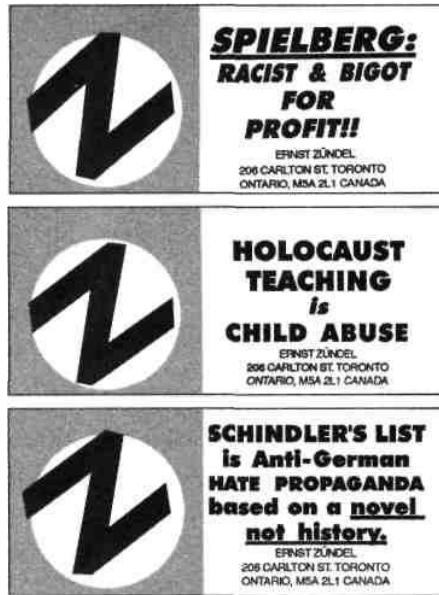 SPIELBERG:
RACIST & BIGOT
FOR
PROFIT!!
ERNST ZÜNDEL
206 CARLTON ST. TORONTO
ONTARIO, M5A 2L1 CANADA
HOLOCAUST
TEACHING
is
CHILD ABUSE
ERNST ZÜNDEL
206 CARLTON ST. TORONTO
ONTARIO, M5A 2L1 CANADA
SCHINDLER'S LIST
is Anti-German
HATE PROPAGANDA
based on a novel
not history.
ERNST ZÜNDEL
206 CARLTON ST. TORONTO
ONTARIO, M5A 2L1 CANADA